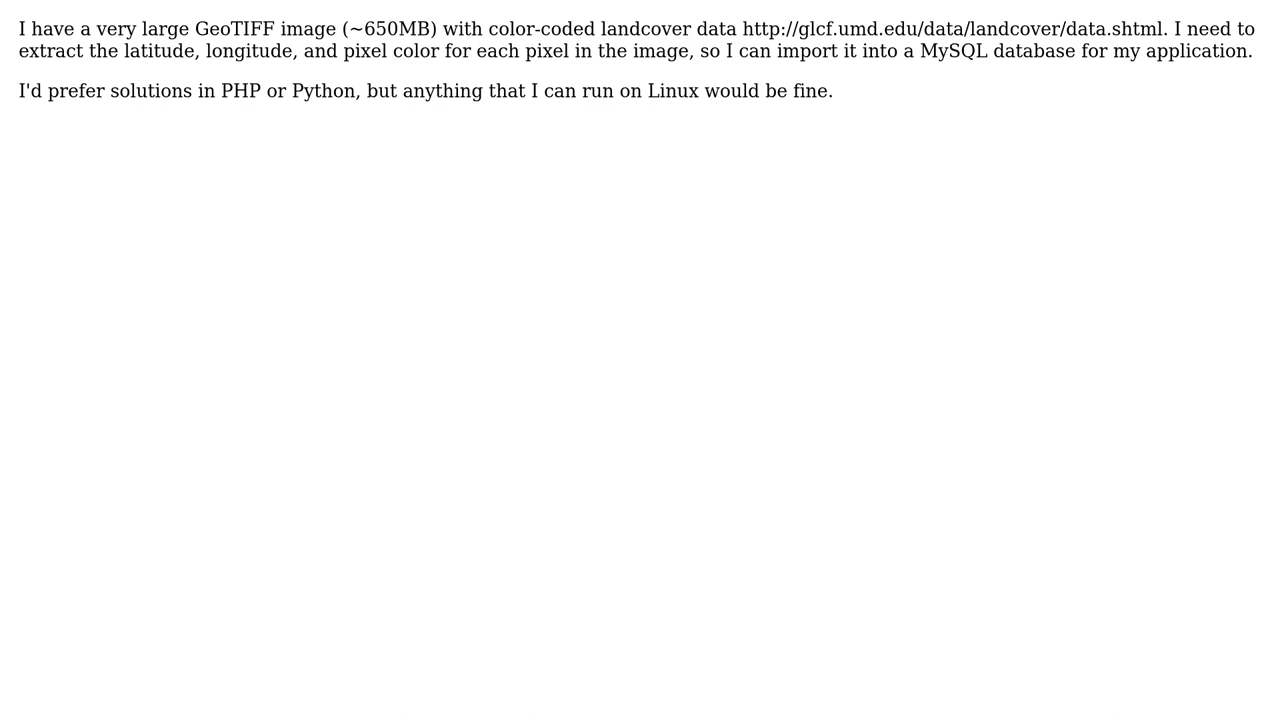 I have a very large GeoTIFF image (~650MB) with color-coded landcover data http://glcf.umd.edu/data/landcover/data.shtml. I need to
extract the latitude, longitude, and pixel color for each pixel in the image, so I can import it into a MySQL database for my application.
I'd prefer solutions in PHP or Python, but anything that I can run on Linux would be fine.